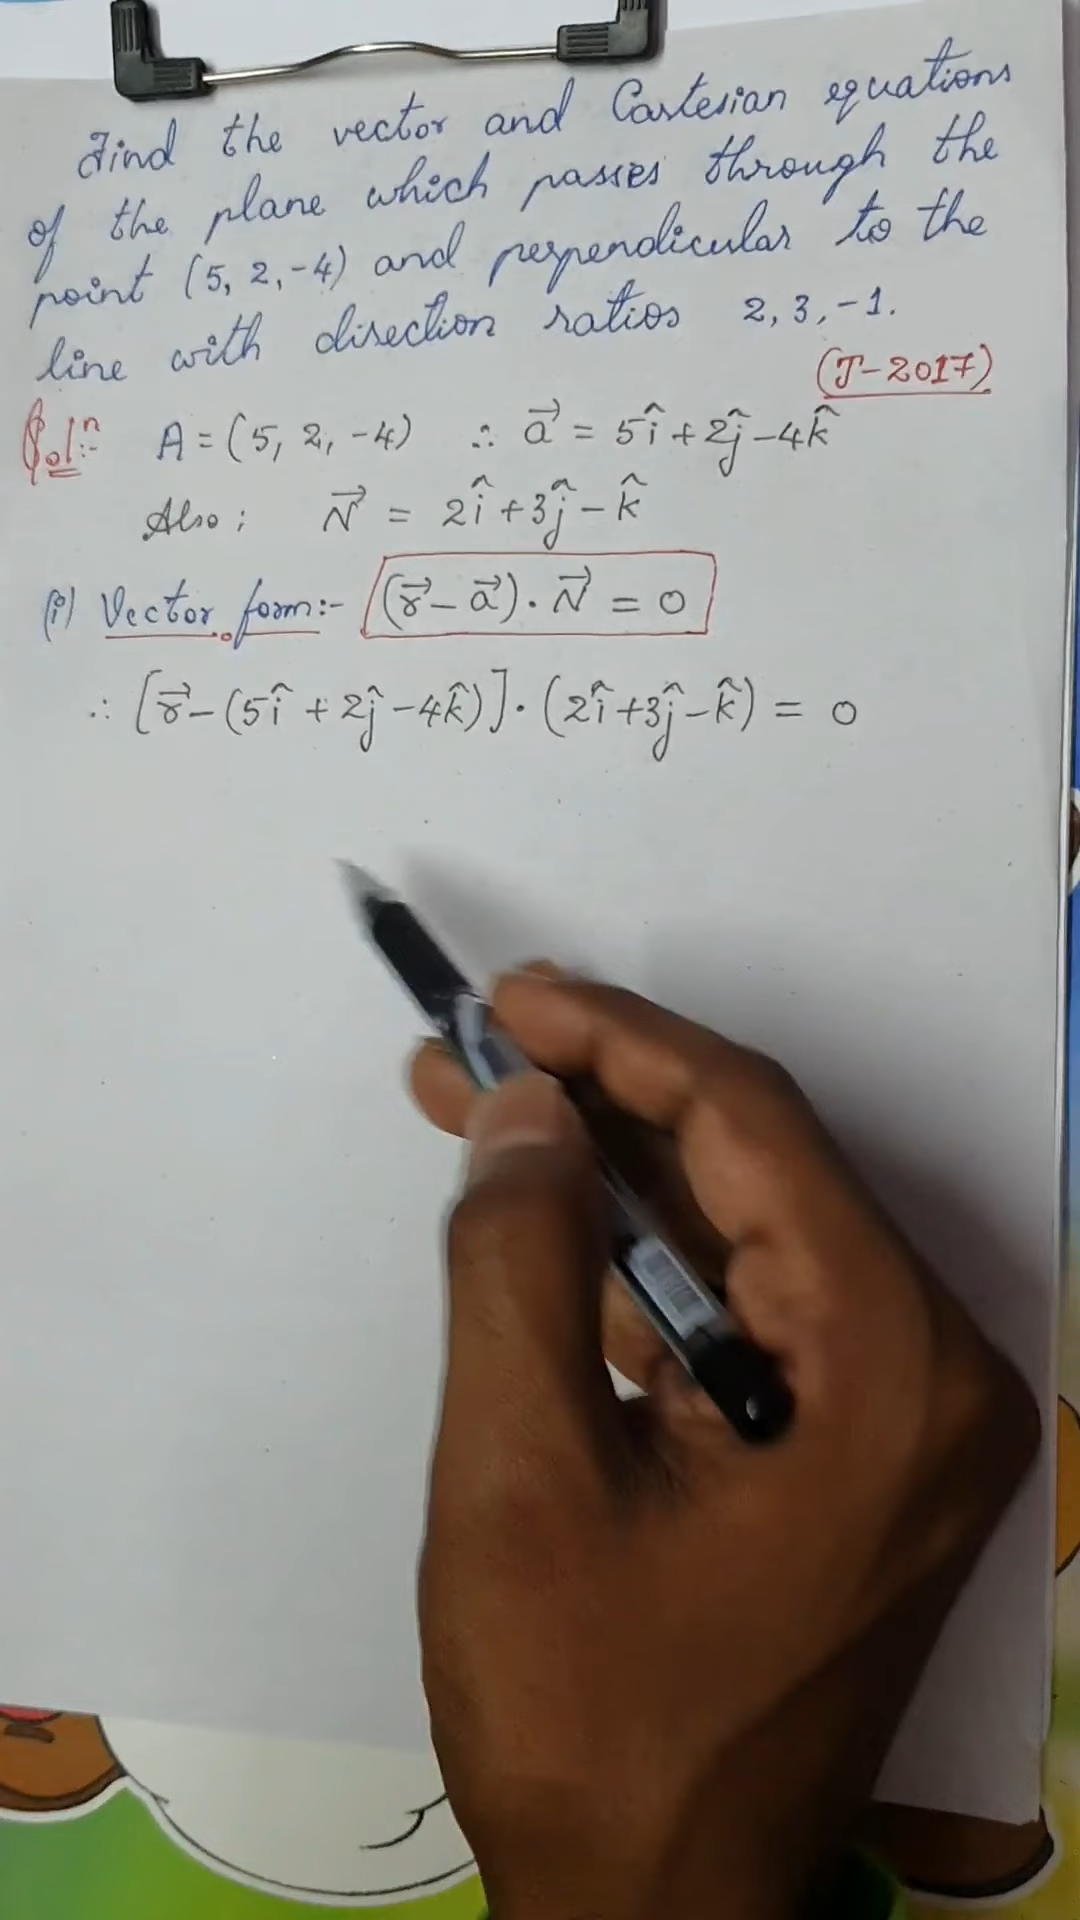 Find the vector and Cartesian equations
of the plane which passes through the
point (5, 2, -4) and perpendicular to the
line with direction ratios 2, 3, -1.
(J-2017)
Solⁿ:- A = (5, 2, -4) ∴ a⃗ = 5î + 2ĵ - 4k̂
Also; N⃗ = 2î + 3ĵ - k̂
(i) Vector form:- (r⃗ - a⃗) . N⃗ = 0
∴ [r⃗ - (5î + 2ĵ - 4k̂)] . (2î + 3ĵ - k̂) = 0